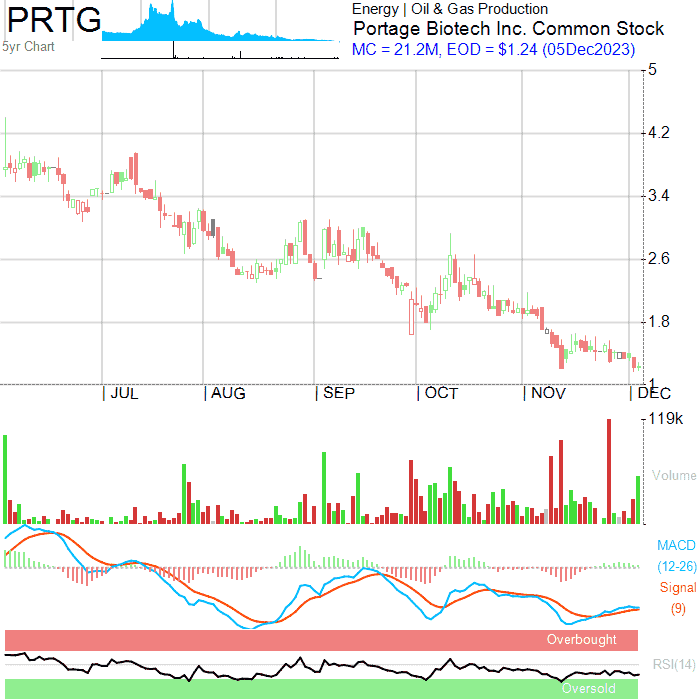 PRTG
5yr Chart
Energy | Oil & Gas Production
Portage Biotech Inc. Common Stock
MC = 21.2M, EOD = $1.24 (05Dec2023)
5
4.2
3.4
2.6
1.8
1
| JUL | AUG | SEP | OCT | NOV | DEC
119k
Volume
MACD
(12-26)
Signal
(9)
Overbought
RSI(14)
Oversold